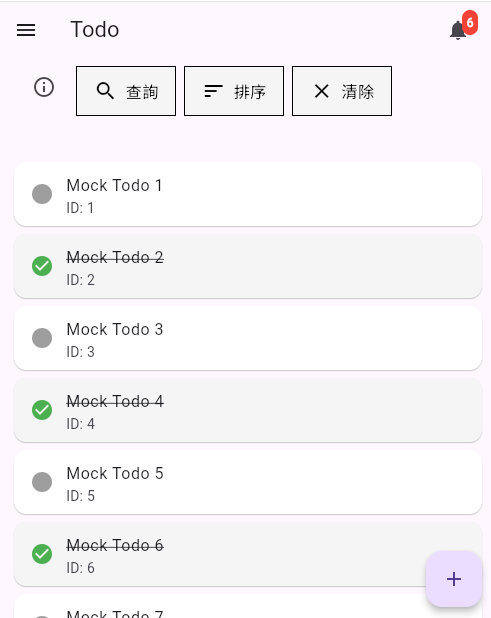 Todo
6
查詢
排序
清除
Mock Todo 1
ID: 1
Mock Todo 2
ID: 2
Mock Todo 3
ID: 3
Mock Todo 4
ID: 4
Mock Todo 5
ID: 5
Mock Todo 6
ID: 6
Mock Todo 7